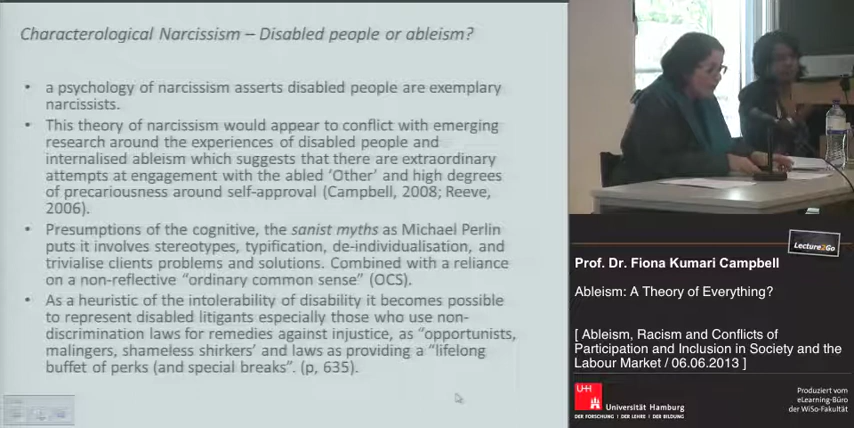 Characterological Narcissism – Disabled people or ableism?
• a psychology of narcissism asserts disabled people are exemplary
narcissists.
• This theory of narcissism would appear to conflict with emerging
research around the experiences of disabled people and
internalised ableism which suggests that there are extraordinary
attempts at engagement with the abled 'Other' and high degrees
of precariousness around self-approval (Campbell, 2008; Reeve,
2006).
• Presumptions of the cognitive, the sanist myths as Michael Perlin
puts it involves stereotypes, typification, de-individualisation, and
trivialise clients problems and solutions. Combined with a reliance
on a non-reflective "ordinary common sense" (OCS).
• As a heuristic of the intolerability of disability it becomes possible
to represent disabled litigants especially those who use non-
discrimination laws for remedies against injustice, as "opportunists,
malingers, shameless shirkers' and laws as providing a "lifelong
buffet of perks (and special breaks". (p, 635).
Lecture2Go
Prof. Dr. Fiona Kumari Campbell
Ableism: A Theory of Everything?
[ Ableism, Racism and Conflicts of
Participation and Inclusion in Society and the
Labour Market / 06.06.2013 ]
UH
Universität Hamburg
DER FORSCHUNG | DER LEHRE | DER BILDUNG
Produziert vom
eLearning-Büro
der WiSo-Fakultät